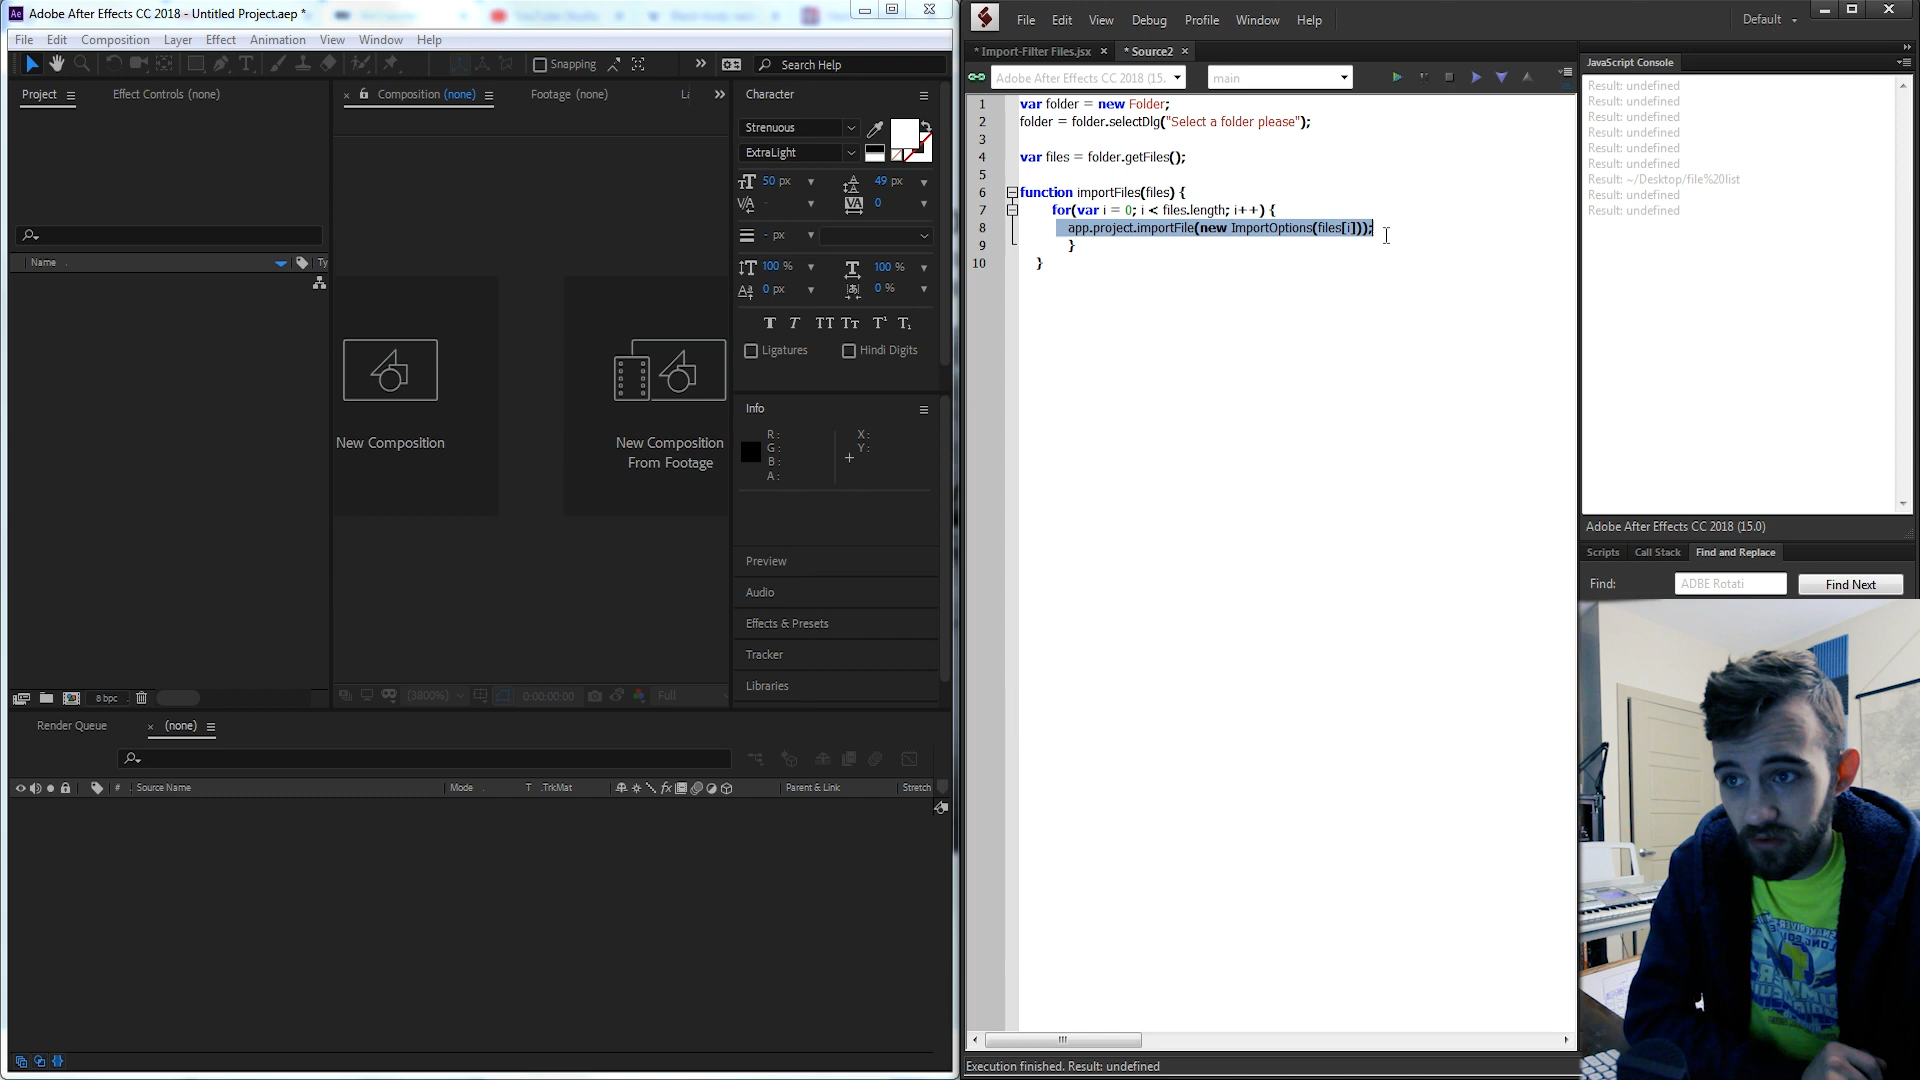 Adobe After Effects CC 2018 - Untitled Project.aep *
File Edit Composition Layer Effect Animation View Window Help
Snapping
Search Help
Project
Effect Controls (none)
Composition (none)
Footage (none)
Name
Ty
New Composition
New Composition
From Footage
8 bpc
(3800%)
0:00:00:00
Full
Character
Strenuous
ExtraLight
50 px
49 px
0
- px
100 %
100 %
0 px
0 %
Ligatures
Hindi Digits
Info
R:
G:
B:
A:
X:
Y:
Preview
Audio
Effects & Presets
Tracker
Libraries
Render Queue
(none)
# Source Name Mode T .TrkMat Parent & Link Stretch
File Edit View Debug Profile Window Help
Default
* Import-Filter Files.jsx
* Source2
Adobe After Effects CC 2018 (15.
main
1 var folder = new Folder;
2 folder = folder.selectDlg("Select a folder please");
3
4 var files = folder.getFiles();
5
6 function importFiles(files) {
7 for(var i = 0; i < files.length; i++) {
8 app.project.importFile(new ImportOptions(files[i]));
9 }
10 }
Execution finished. Result: undefined
JavaScript Console
Result: undefined
Result: undefined
Result: undefined
Result: undefined
Result: undefined
Result: undefined
Result: ~/Desktop/file%20list
Result: undefined
Result: undefined
Adobe After Effects CC 2018 (15.0)
Scripts Call Stack Find and Replace
Find:
ADBE Rotati
Find Next